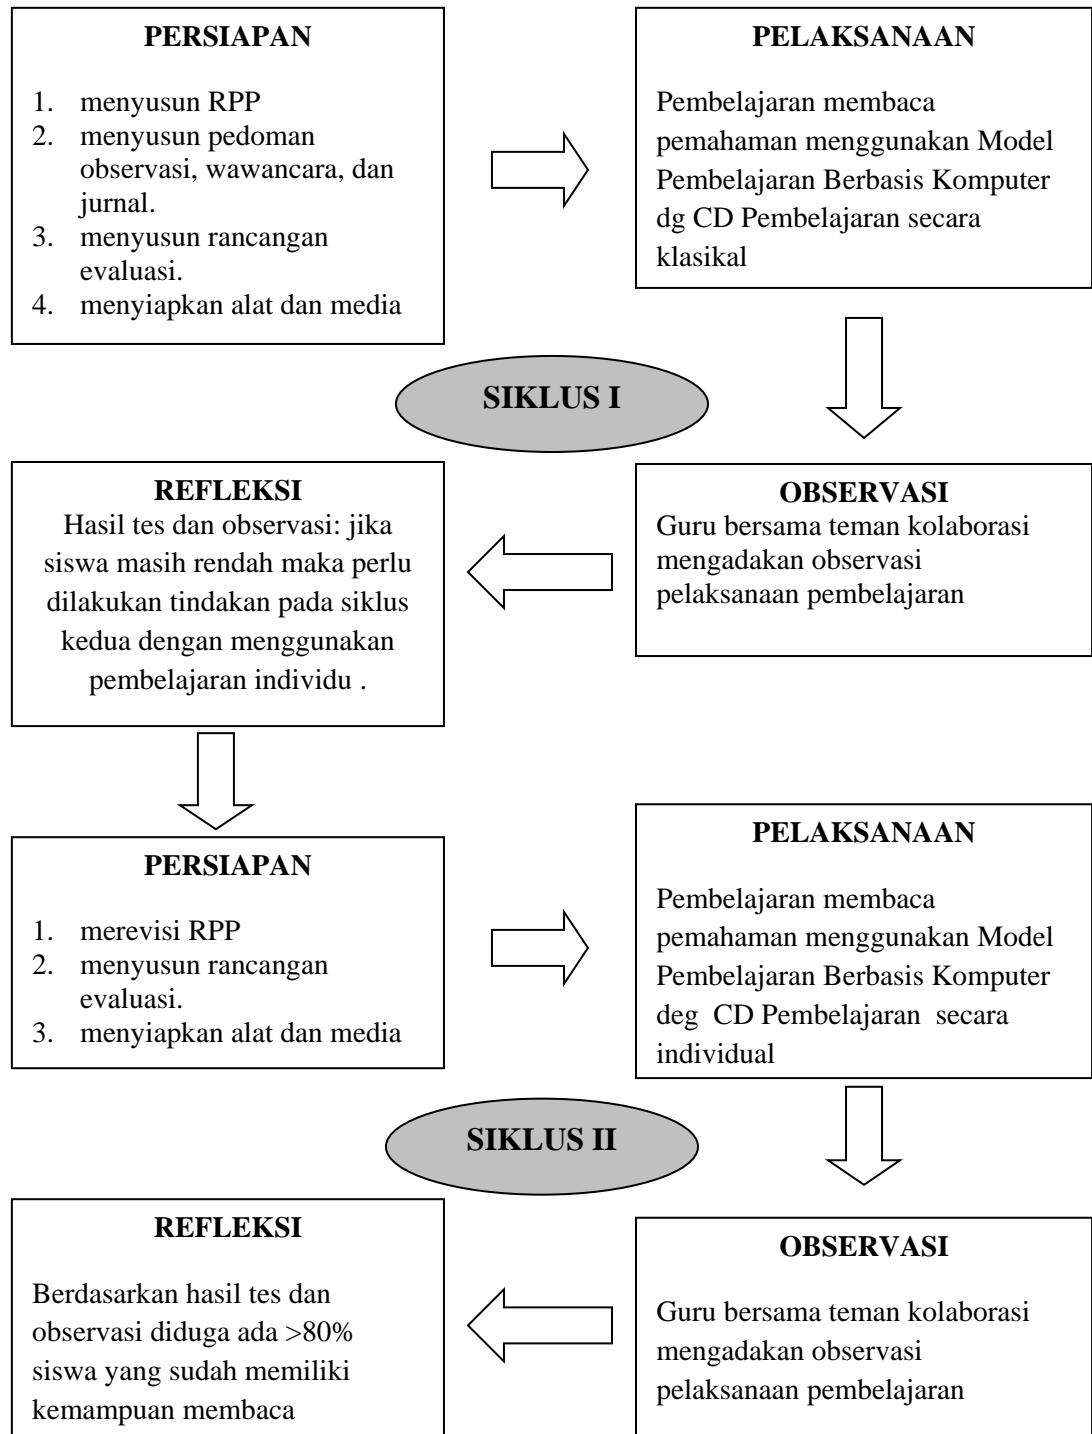 PERSIAPAN
1. menyusun RPP
2. menyusun pedoman
observasi, wawancara, dan
jurnal.
3. menyusun rancangan
evaluasi.
4. menyiapkan alat dan media
PELAKSANAAN
Pembelajaran membaca
pemahaman menggunakan Model
Pembelajaran Berbasis Komputer
dg CD Pembelajaran secara
klasikal
SIKLUS I
OBSERVASI
Guru bersama teman kolaborasi
mengadakan observasi
pelaksanaan pembelajaran
REFLEKSI
Hasil tes dan observasi: jika
siswa masih rendah maka perlu
dilakukan tindakan pada siklus
kedua dengan menggunakan
pembelajaran individu .
PERSIAPAN
1. merevisi RPP
2. menyusun rancangan
evaluasi.
3. menyiapkan alat dan media
PELAKSANAAN
Pembelajaran membaca
pemahaman menggunakan Model
Pembelajaran Berbasis Komputer
deg CD Pembelajaran secara
individual
SIKLUS II
OBSERVASI
Guru bersama teman kolaborasi
mengadakan observasi
pelaksanaan pembelajaran
REFLEKSI
Berdasarkan hasil tes dan
observasi diduga ada >80%
siswa yang sudah memiliki
kemampuan membaca